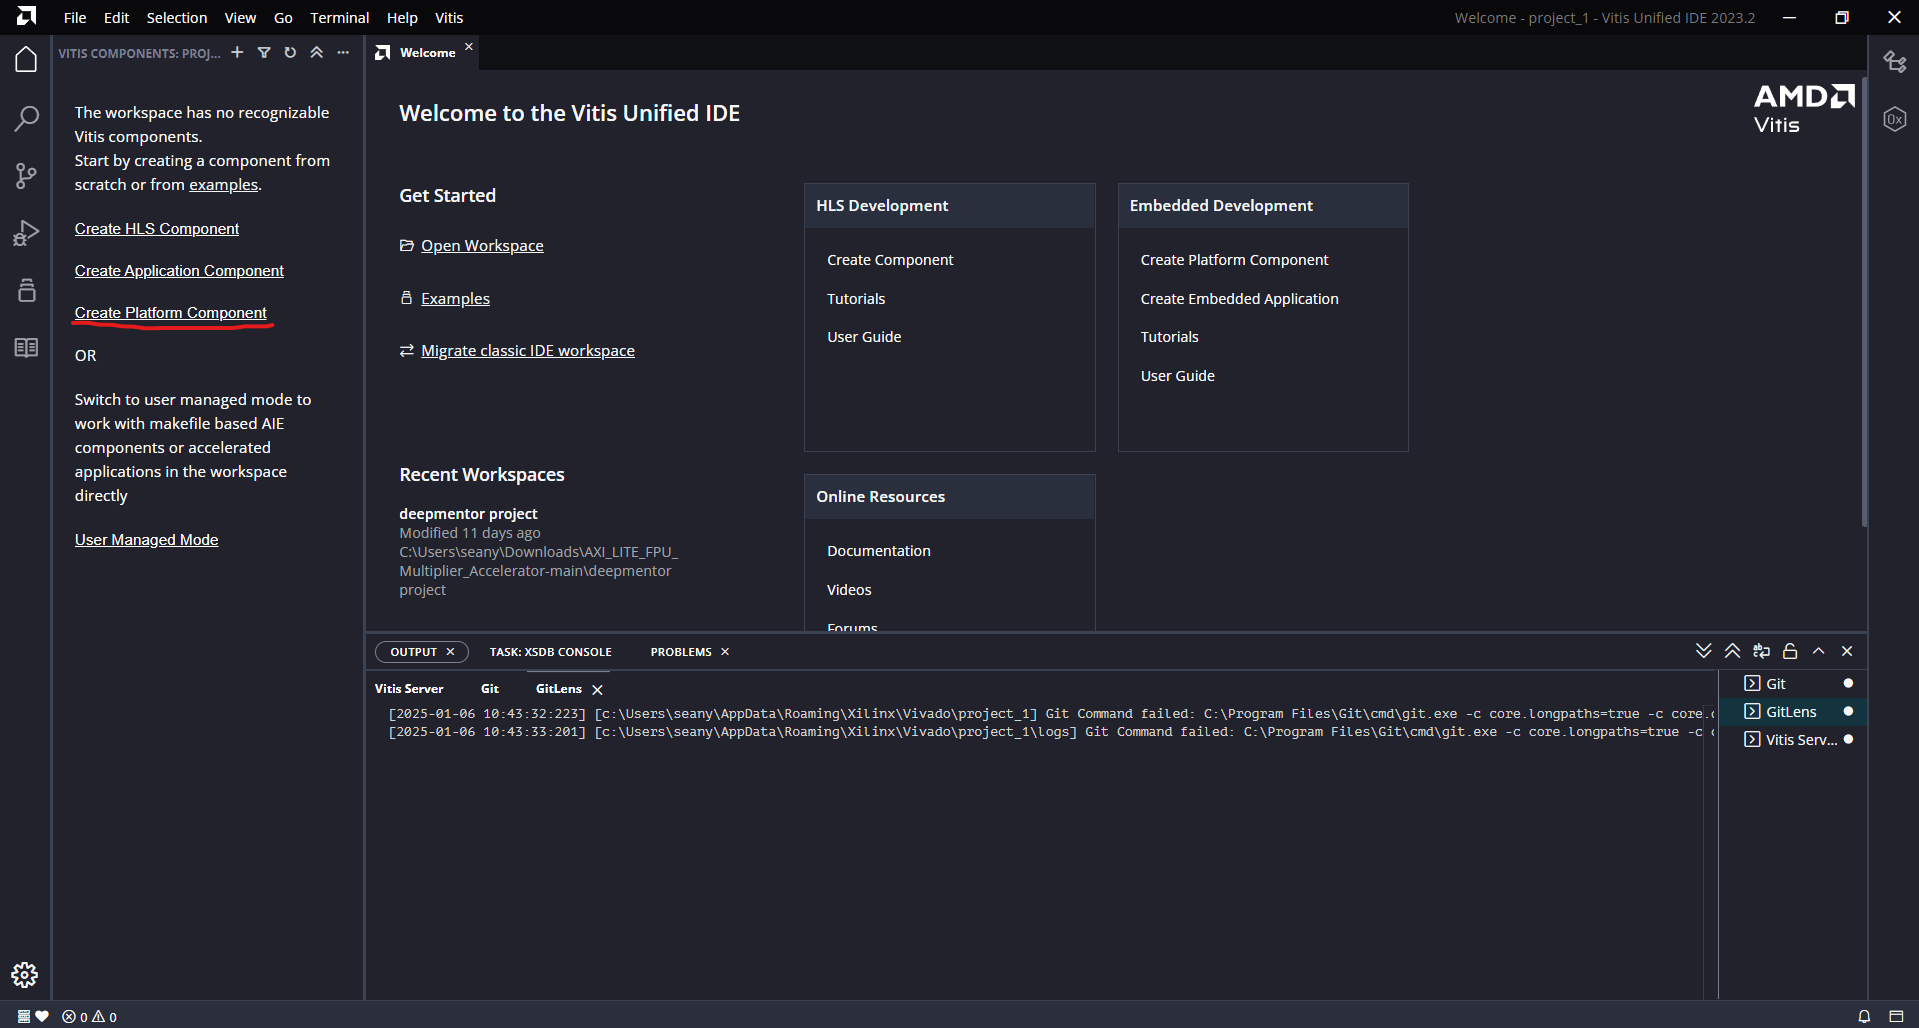 File Edit Selection View Go Terminal Help Vitis
Welcome - project_1 - Vitis Unified IDE 2023.2
VITIS COMPONENTS: PROJ...
The workspace has no recognizable
Vitis components.
Start by creating a component from
scratch or from examples.
Create HLS Component
Create Application Component
Create Platform Component
OR
Switch to user managed mode to
work with makefile based AIE
components or accelerated
applications in the workspace
directly
User Managed Mode
Welcome
Welcome to the Vitis Unified IDE
AMD
Vitis
Get Started
Open Workspace
Examples
Migrate classic IDE workspace
Recent Workspaces
deepmentor project
Modified 11 days ago
C:\Users\seany\Downloads\AXI_LITE_FPU_
Multiplier_Accelerator-main\deepmentor
project
HLS Development
Create Component
Tutorials
User Guide
Embedded Development
Create Platform Component
Create Embedded Application
Tutorials
User Guide
Online Resources
Documentation
Videos
Forums
0x
OUTPUT TASK: XSDB CONSOLE PROBLEMS
Vitis Server Git GitLens
[2025-01-06 10:43:32:223] [c:\Users\seany\AppData\Roaming\Xilinx\Vivado\project_1] Git Command failed: C:\Program Files\Git\cmd\git.exe -c core.longpaths=true -c core.
[2025-01-06 10:43:33:201] [c:\Users\seany\AppData\Roaming\Xilinx\Vivado\project_1\logs] Git Command failed: C:\Program Files\Git\cmd\git.exe -c core.longpaths=true -c
Git
GitLens
Vitis Serv...
0 0